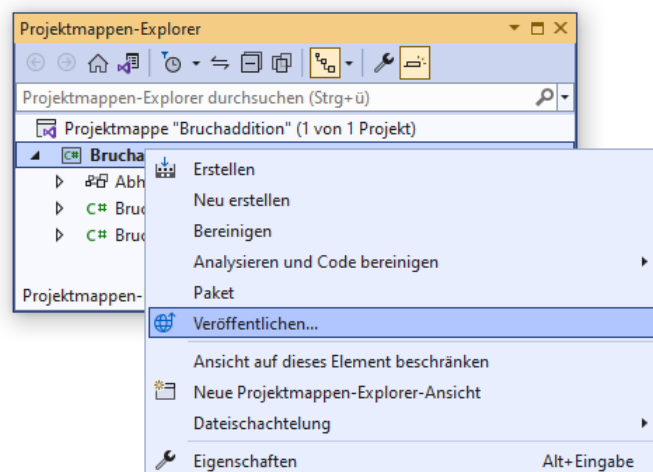 Projektmappen-Explorer
Projektmappen-Explorer durchsuchen (Strg+ü)
Projektmappe "Bruchaddition" (1 von 1 Projekt)
C# Brucha
Abh
C# Bruc
C# Bruc
Projektmappen-
Erstellen
Neu erstellen
Bereinigen
Analysieren und Code bereinigen
Paket
Veröffentlichen...
Ansicht auf dieses Element beschränken
Neue Projektmappen-Explorer-Ansicht
Dateischachtelung
Eigenschaften Alt+Eingabe